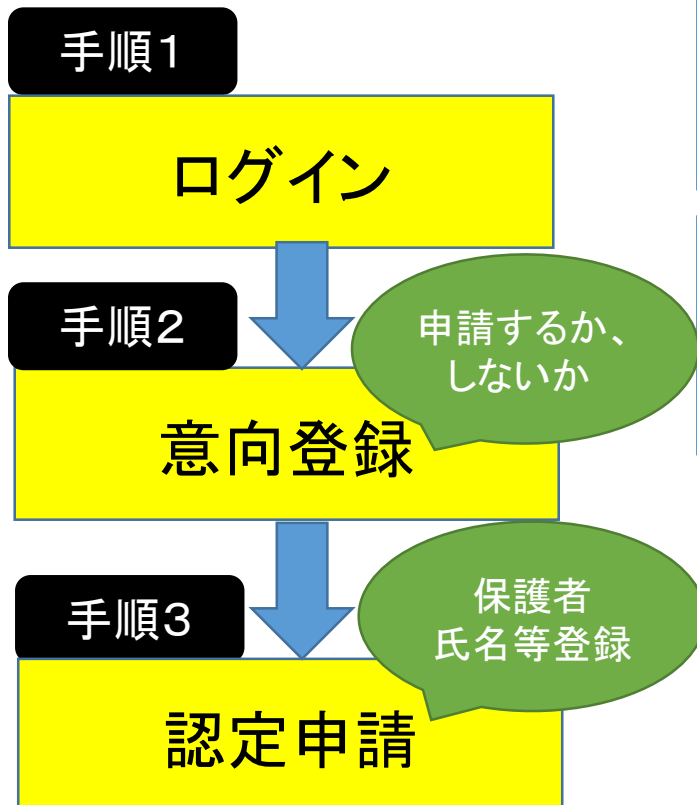 手順１
ログイン
手順２
申請するか、
しないか
意向登録
手順３
保護者
氏名等登録
認定申請